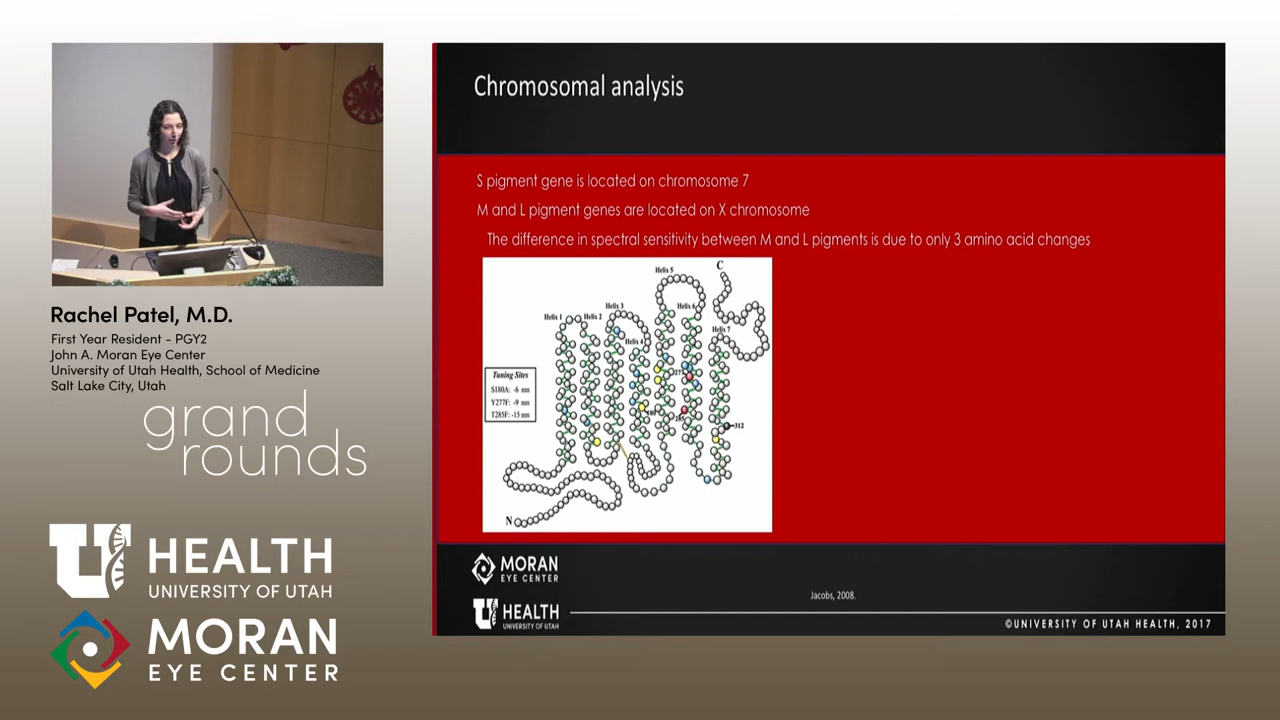 Chromosomal analysis
S pigment gene is located on chromosome 7
M and L pigment genes are located on X chromosome
The difference in spectral sensitivity between M and L pigments is due to only 3 amino acid changes
Helix 5
C
Helix 3
Helix 6
Helix 1
Helix 2
Helix 7
Helix 4
Tuning Sites
S180A: -6 nm
Y277F: -9 nm
T285F: -15 nm
277
180
285
312
N
Rachel Patel, M.D.
First Year Resident - PGY2
John A. Moran Eye Center
University of Utah Health, School of Medicine
Salt Lake City, Utah
grand
rounds
U HEALTH
UNIVERSITY OF UTAH
MORAN
EYE CENTER
MORAN
EYE CENTER
Jacobs, 2008.
U HEALTH
UNIVERSITY OF UTAH
©UNIVERSITY OF UTAH HEALTH, 2017